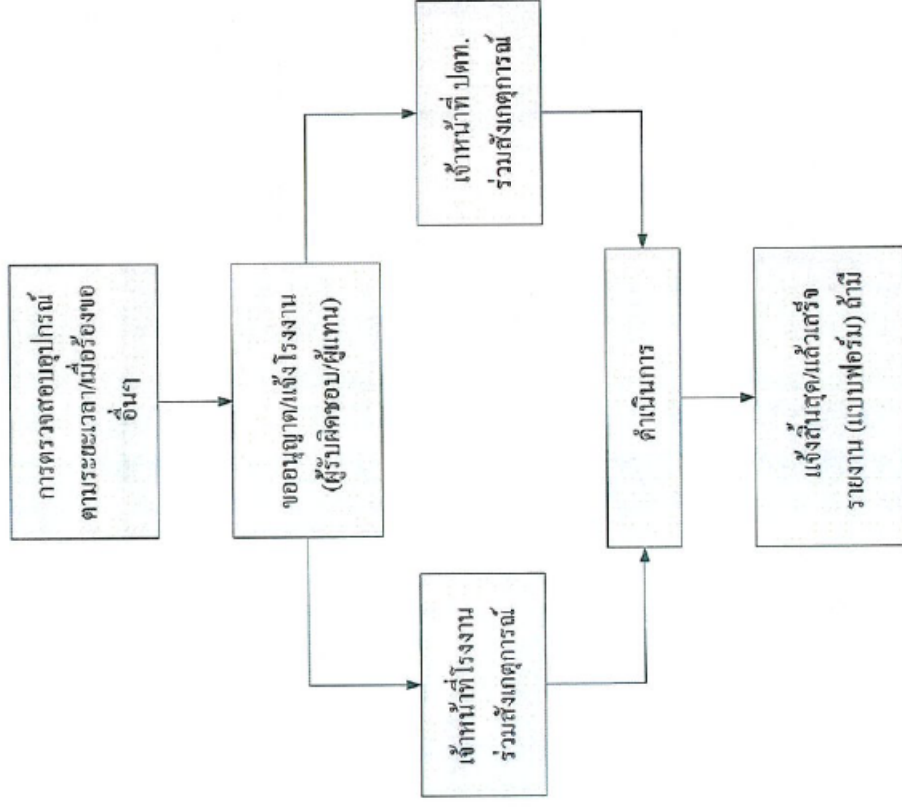 การตรวจสอบอุปกรณ์
ตามระยะเวลา/เมื่อร้องขอ
อื่นๆ
ขออนุญาต/แจ้งโรงงาน
(ผู้รับผิดชอบ/ผู้แทน)
เจ้าหน้าที่โรงงาน
ร่วมสังเกตุการณ์
เจ้าหน้าที่ ปตท.
ร่วมสังเกตุการณ์
ดำเนินการ
แจ้งสิ้นสุด/แล้วเสร็จ
รายงาน (แบบฟอร์ม) ถ้ามี